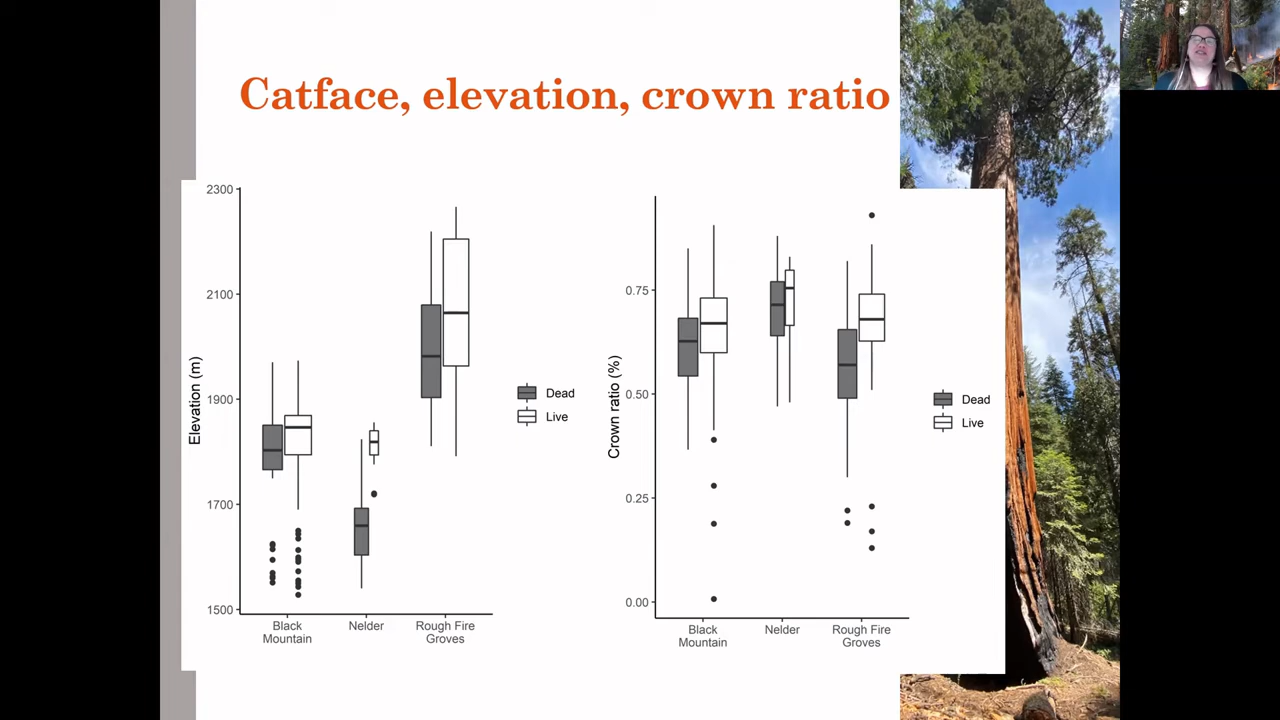 Catface, elevation, crown ratio
2300
2100
1900
1700
1500
Elevation (m)
Black
Mountain
Nelder
Rough Fire
Groves
Dead
Live
0.75
0.50
0.25
0.00
Crown ratio (%)
Black
Mountain
Nelder
Rough Fire
Groves
Dead
Live